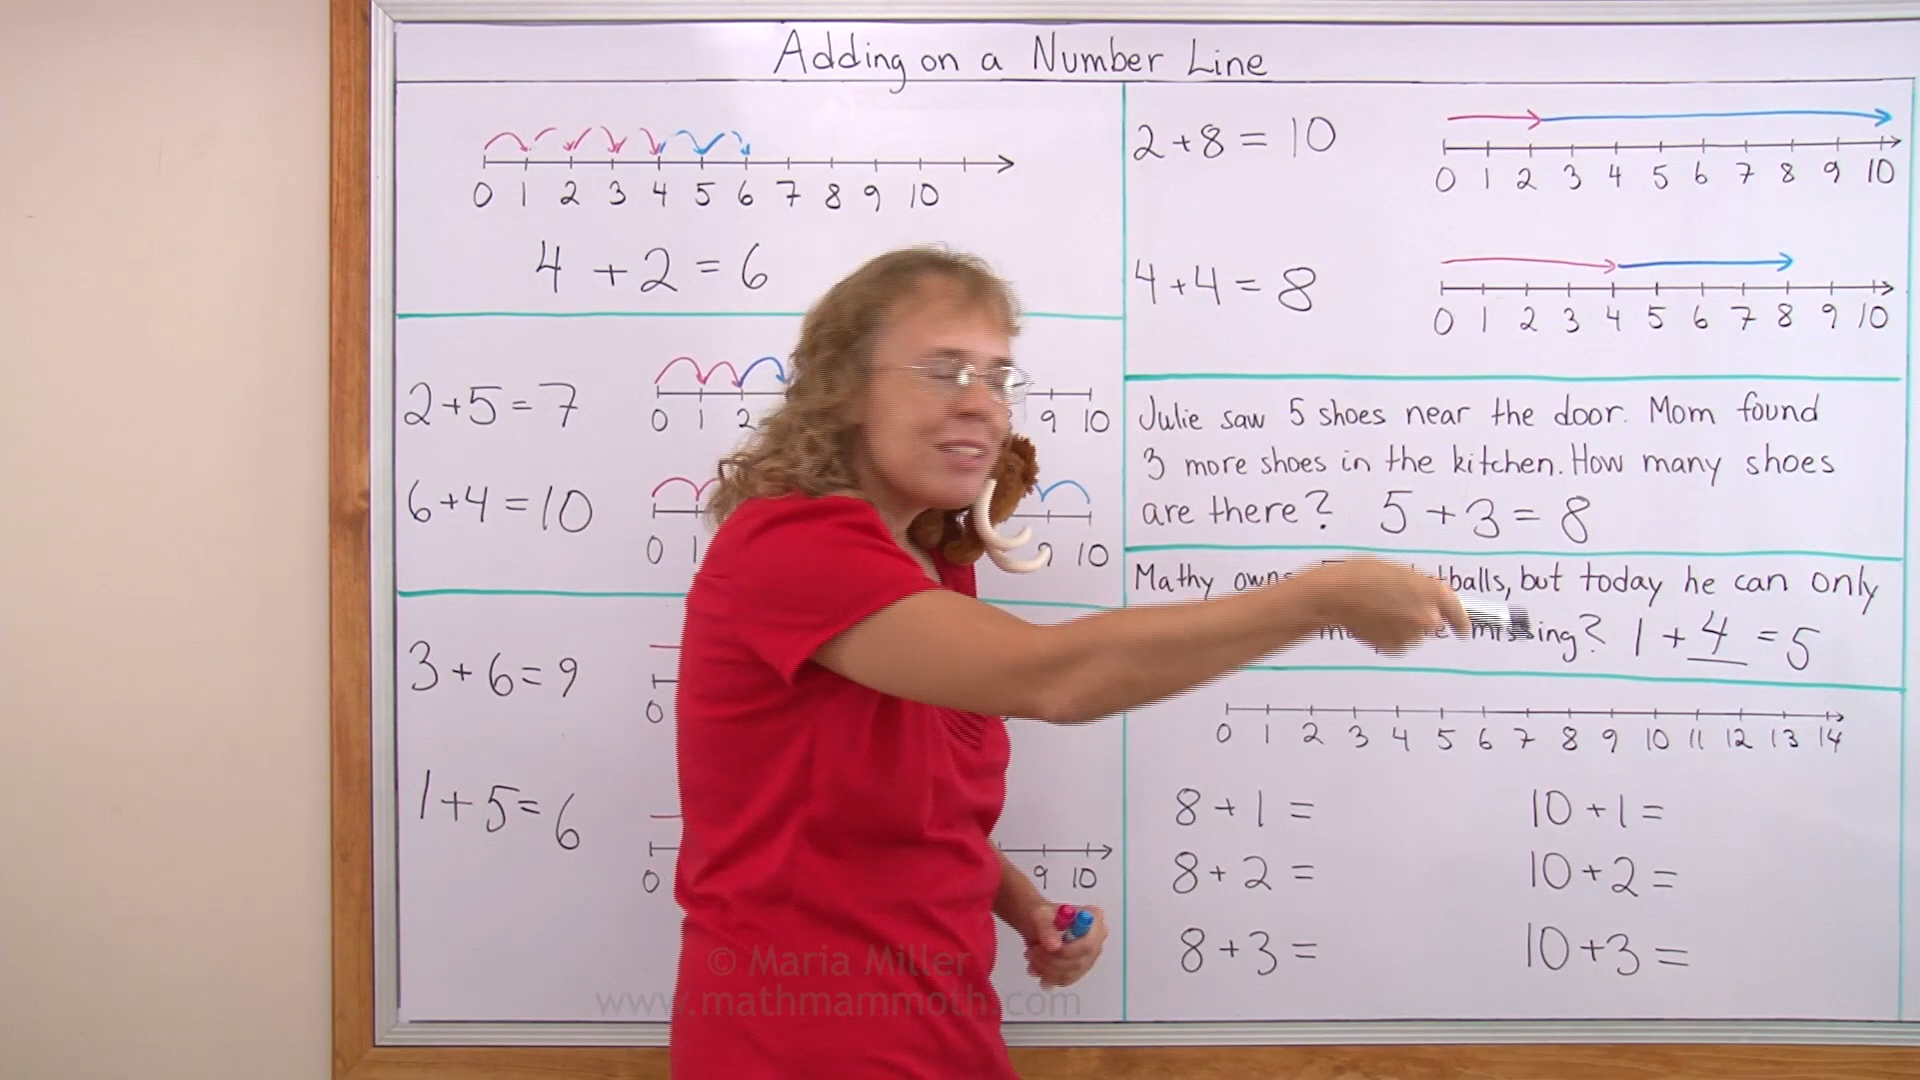 Adding on a Number Line
0 1 2 3 4 5 6 7 8 9 10
4 + 2 = 6
2+5=7
0 1 2 9 10
6+4=10
0 1 9 10
3+6=9
0
1+5=6
0 9 10
2+8=10
0 1 2 3 4 5 6 7 8 9 10
4+4=8
0 1 2 3 4 5 6 7 8 9 10
Julie saw 5 shoes near the door. Mom found
3 more shoes in the kitchen. How many shoes
are there? 5+3=8
Mathy owns but today he can only
missing? 1+4=5
0 1 2 3 4 5 6 7 8 9 10 11 12 13 14
8+1= 10+1=
8+2= 10+2=
8+3= 10+3=
© Maria Miller
www.mathmammoth.com